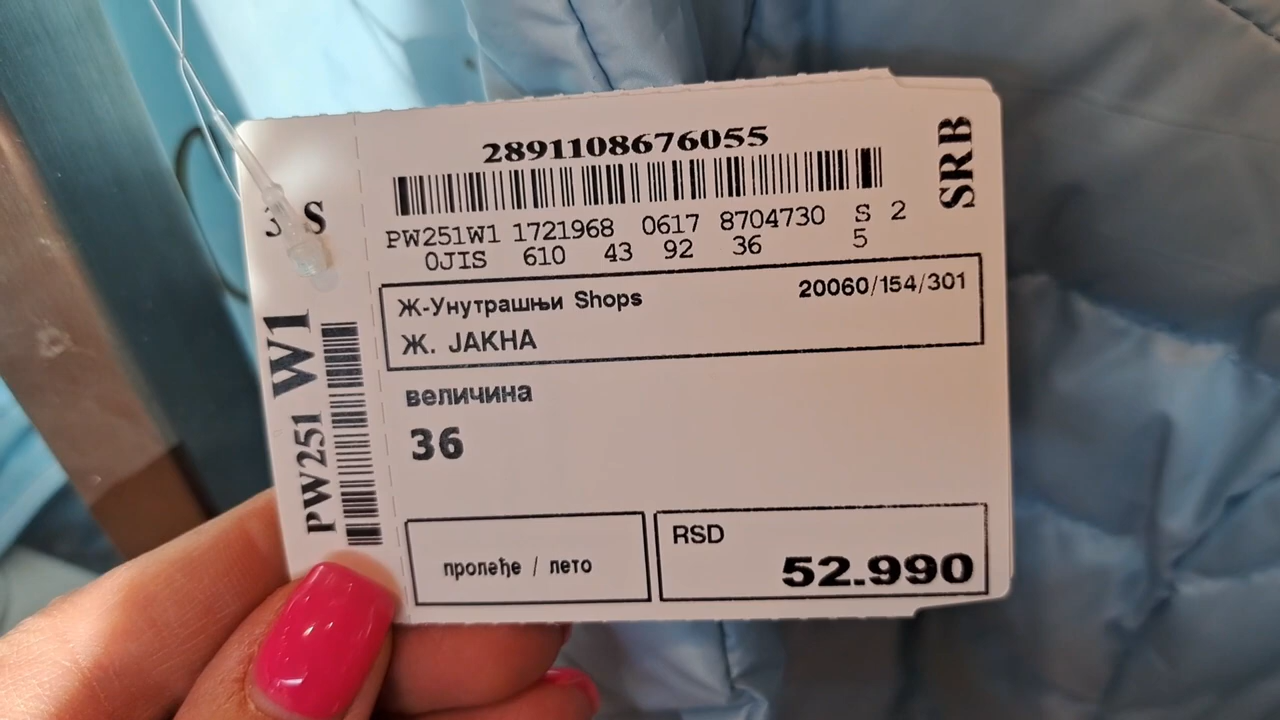 2891108676055
SRB
PW251W1 1721968 0617 8704730 S 2
0JIS 610 43 92 36 5
Ж-Унутрашњи Shops 20060/154/301
Ж. ЈАКНА
величина
36
пролеће / лето
RSD
52.990
S
PW251 W1